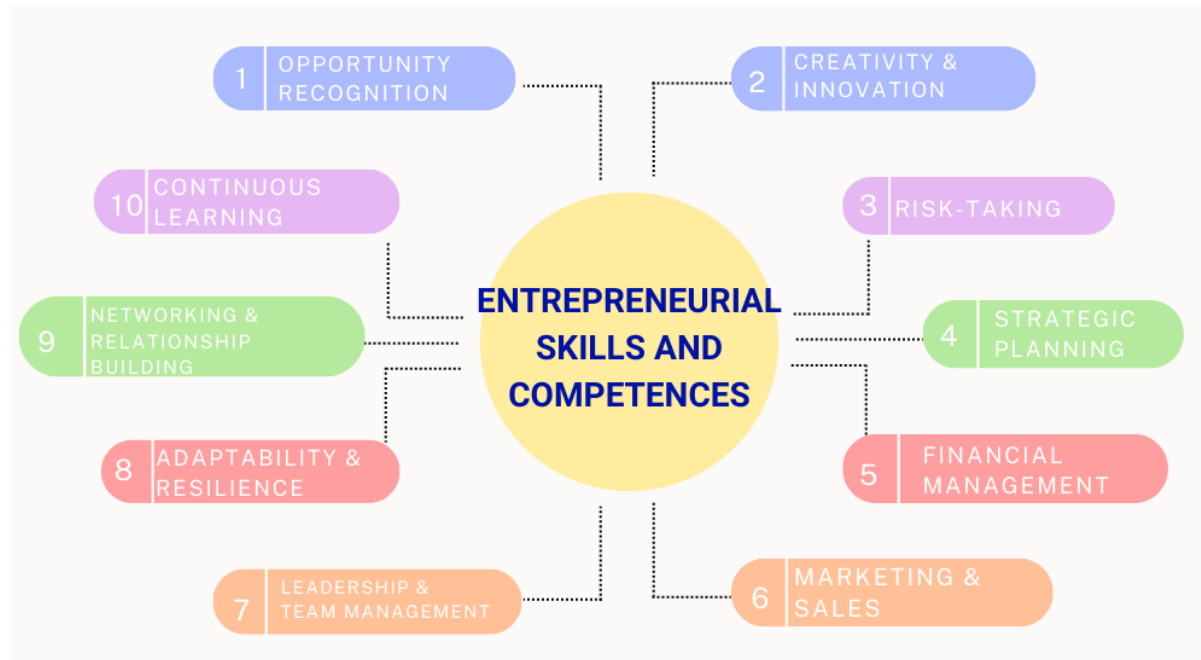 1
OPPORTUNITY
RECOGNITION
2
CREATIVITY &
INNOVATION
10
CONTINUOUS
LEARNING
3
RISK-TAKING
ENTREPRENEURIAL
SKILLS AND
COMPETENCES
9
NETWORKING &
RELATIONSHIP
BUILDING
4
STRATEGIC
PLANNING
8
ADAPTABILITY &
RESILIENCE
5
FINANCIAL
MANAGEMENT
7
LEADERSHIP &
TEAM MANAGEMENT
6
MARKETING &
SALES